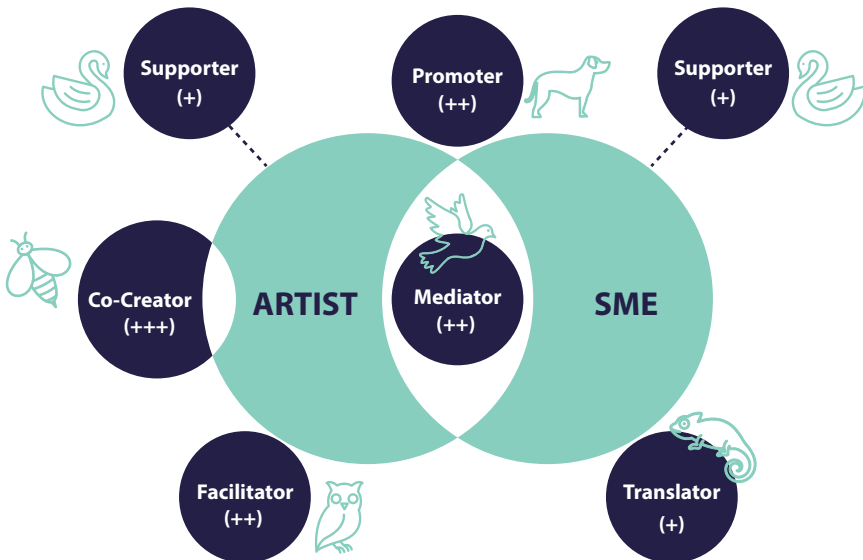 Supporter
(+)
Promoter
(++)
Supporter
(+)
Co-Creator
(+++)
ARTIST
Mediator
(++)
SME
Facilitator
(++)
Translator
(+)